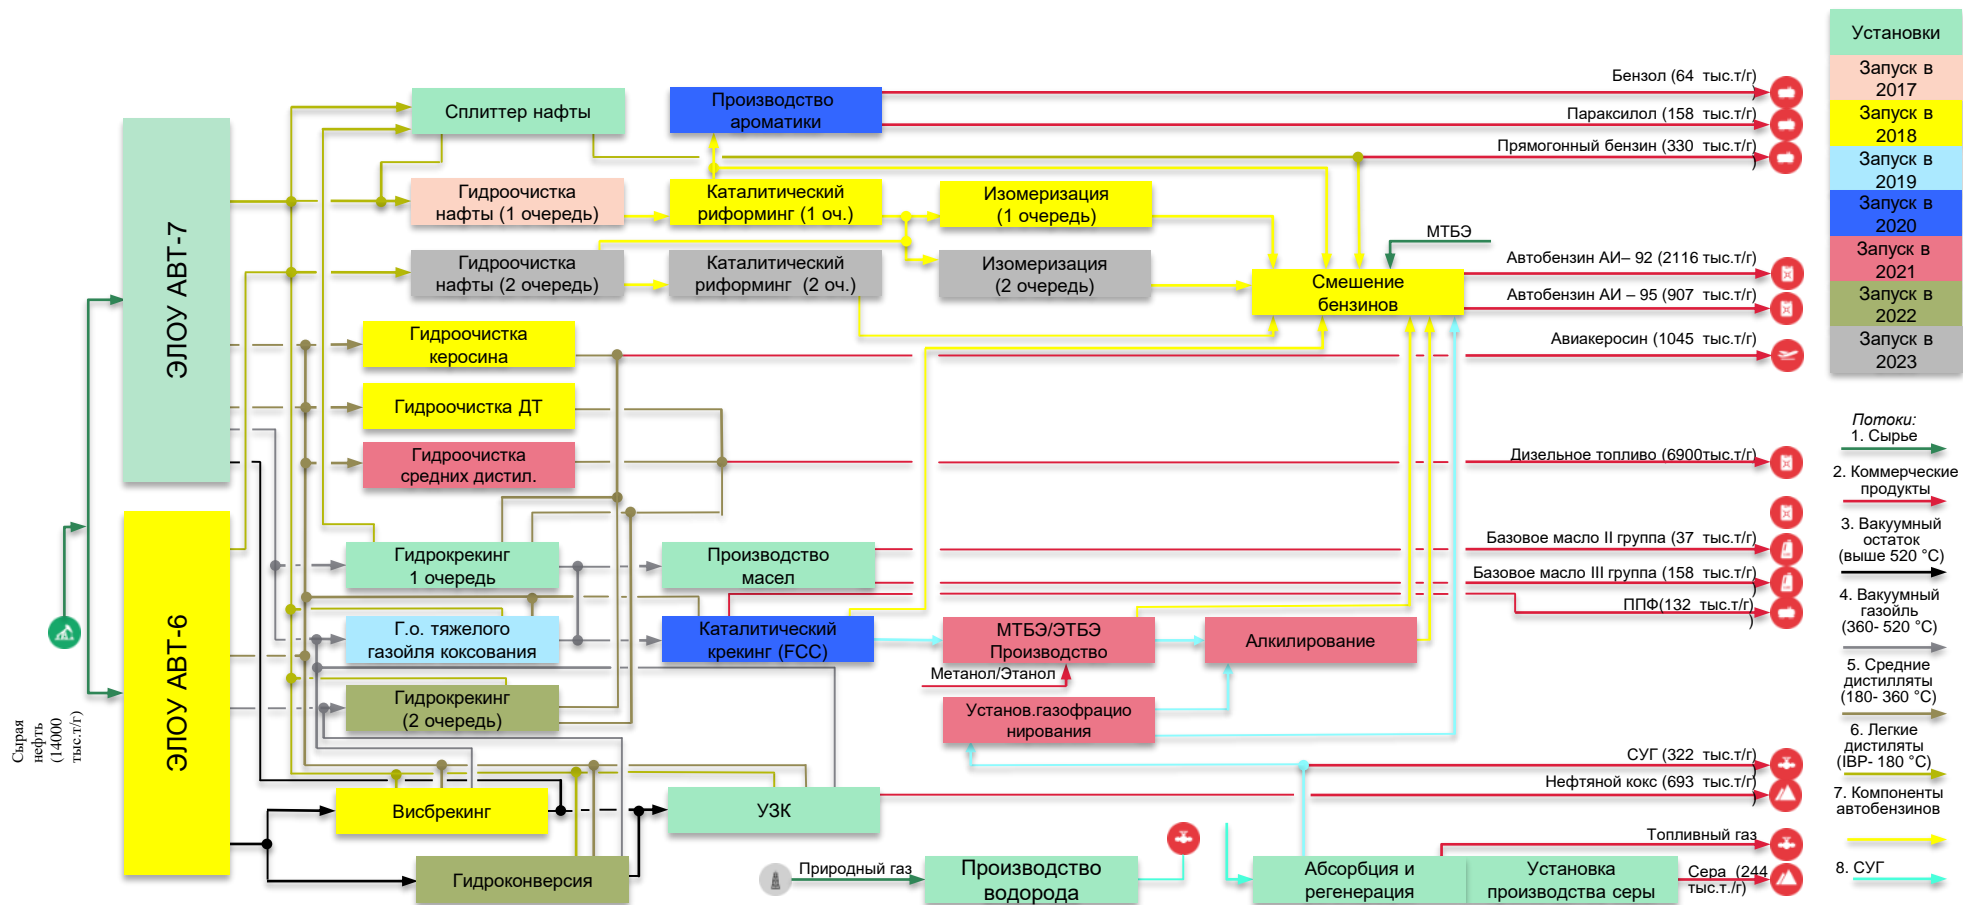 Установки
Запуск в
2017
Запуск в
2018
Запуск в
2019
Запуск в
2020
Запуск в
2021
Запуск в
2022
Запуск в
2023
Бензол (64 тыс.т/г)
)
Параксилол (158 тыс.т/г)
Прямогонный бензин (330 тыс.т/г)
)
Сплиттер нафты
Производство
ароматики
Гидроочистка
нафты (1 очередь)
Каталитический
риформинг (1 оч.)
Изомеризация
(1 очередь)
МТБЭ
Гидроочистка
нафты (2 очередь)
Каталитический
риформинг (2 оч.)
Изомеризация
(2 очередь)
Смешение
бензинов
Автобензин АИ– 92 (2116 тыс.т/г)
Автобензин АИ – 95 (907 тыс.т/г)
Авиакеросин (1045 тыс.т/г)
ЭЛОУ АВТ-7
Гидроочистка
керосина
Гидроочистка ДТ
Гидроочистка
средних дистил.
Дизельное топливо (6900тыс.т/г)
Гидрокрекинг
1 очередь
Производство
масел
Базовое масло II группа (37 тыс.т/г)
Базовое масло III группа (158 тыс.т/г)
ППФ(132 тыс.т/г)
)
ЭЛОУ АВТ-6
Г.о. тяжелого
газойля коксования
Каталитический
крекинг (FCC)
МТБЭ/ЭТБЭ
Производство
Алкилирование
Метанол/Этанол
Гидрокрекинг
(2 очередь)
Установ.газофрацио
нирования
Сырая
нефть
(14000
тыс.т/г)
СУГ (322 тыс.т/г)
Нефтяной кокс (693 тыс.т/г)
)
Висбрекинг
УЗК
Гидроконверсия
Природный газ
Производство
водорода
Абсорбция и
регенерация
Установка
производства серы
Топливный газ
Сера (244
тыс.т./г)
Потоки:
1. Сырье
2. Коммерческие
продукты
3. Вакуумный
остаток
(выше 520 °C)
4. Вакуумный
газойль
(360- 520 °C)
5. Средние
дистилляты
(180- 360 °C)
6. Легкие
дистиляты
(IBP- 180 °C)
7. Компоненты
автобензинов
8. СУГ